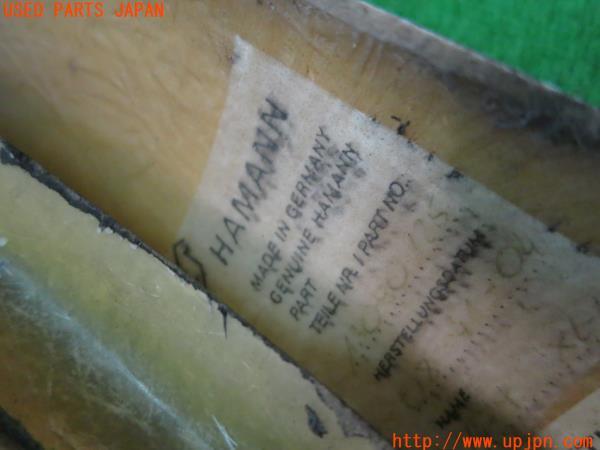 USED PARTS JAPAN
HAMANN
MADE IN GERMANY
GENUINE HAMANN
PART
TEILE NR. / PART NO.:
HERSTELLUNGSDATUM
NAME
http://www.upjpn.com/